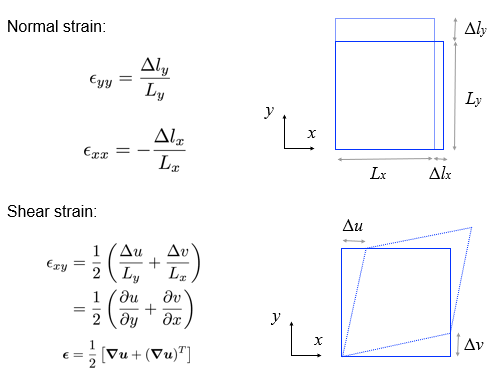 Normal strain:
ϵyy = Δly / Ly
ϵxx = − Δlx / Lx
Δly
Ly
y
x
Lx Δlx
Shear strain:
ϵxy = 1/2 (Δu/Ly + Δv/Lx)
= 1/2 (∂u/∂y + ∂v/∂x)
ϵ = 1/2 [∇u + (∇u)^T]
Δu
y
x
Δv